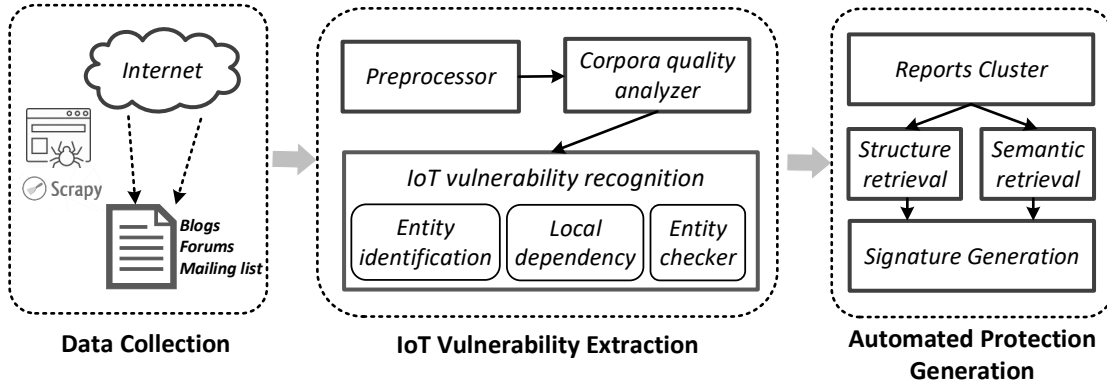 Internet
Scrapy
Blogs
Forums
Mailing list
Data Collection
Preprocessor
Corpora quality
analyzer
IoT vulnerability recognition
Entity
identification
Local
dependency
Entity
checker
IoT Vulnerability Extraction
Reports Cluster
Structure
retrieval
Semantic
retrieval
Signature Generation
Automated Protection
Generation